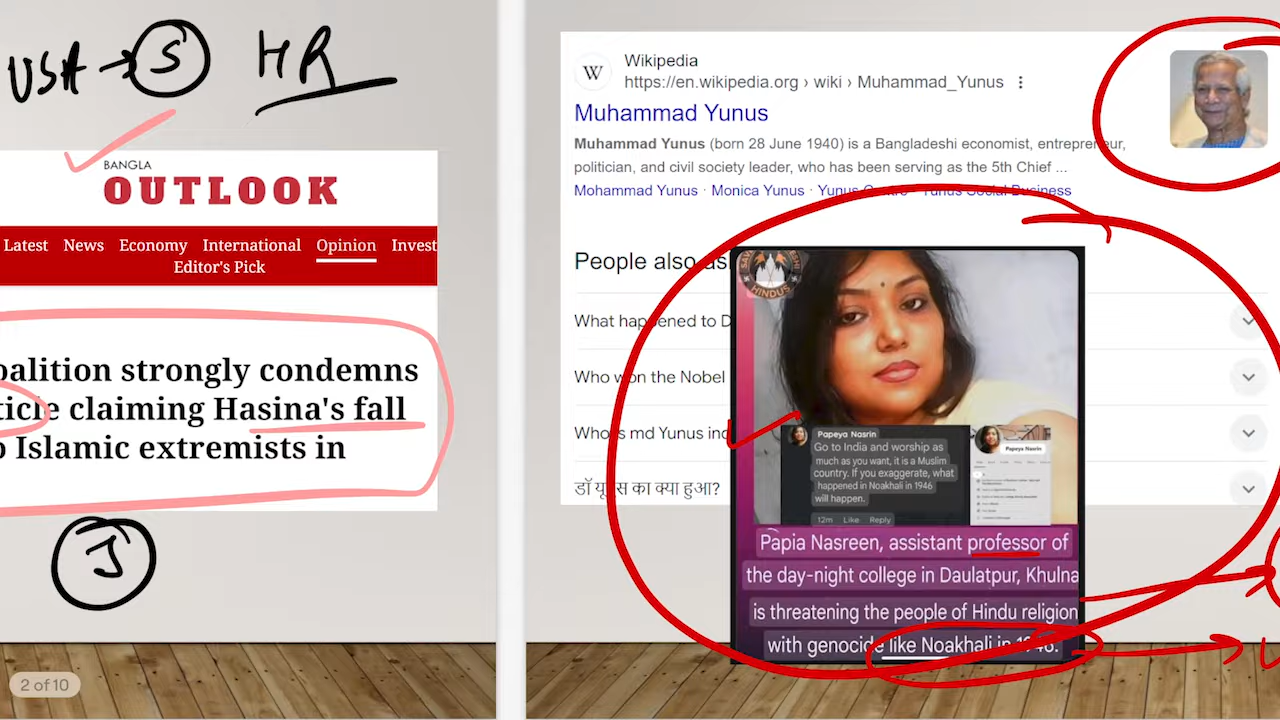 USA → S HR
BANGLA
OUTLOOK
Latest News Economy International Opinion Invest
Editor's Pick
oalition strongly condemns
ticle claiming Hasina's fall
o Islamic extremists in
J
2 of 10
W
Wikipedia
https://en.wikipedia.org › wiki › Muhammad_Yunus
Muhammad Yunus
Muhammad Yunus (born 28 June 1940) is a Bangladeshi economist, entrepreneur,
politician, and civil society leader, who has been serving as the 5th Chief ...
Mohammad Yunus · Monica Yunus · Yunus Centre · Yunus Social Business
People also as
What happened to D
Who won the Nobel
Who is md Yunus ind
डॉ यूनुस का क्या हुआ?
HINDUS
Papeya Nasrin
Go to India and worship as
much as you want, it is a Muslim
country. If you exaggerate, what
happened in Noakhali in 1946
will happen.
12m Like Reply
Papeya Nasrin
Papia Nasreen, assistant professor of
the day-night college in Daulatpur, Khulna
is threatening the people of Hindu religion
with genocide like Noakhali in 1946.